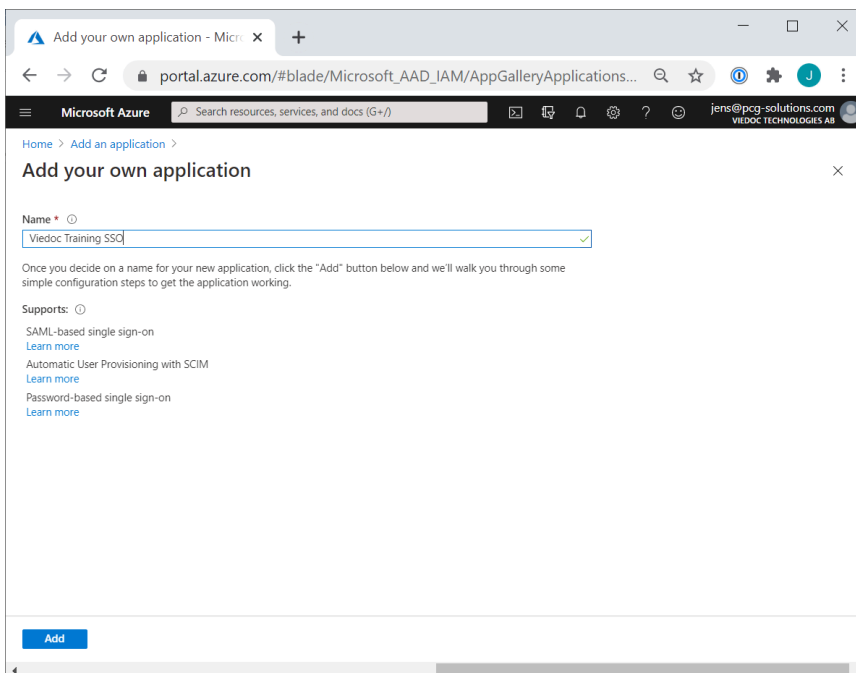 Add your own application - Micr
portal.azure.com/#blade/Microsoft_AAD_IAM/AppGalleryApplications...
J
Microsoft Azure
Search resources, services, and docs (G+/)
jens@pcg-solutions.com
VIEDOC TECHNOLOGIES AB
Home > Add an application >
Add your own application
Name *
Viedoc Training SSO
Once you decide on a name for your new application, click the "Add" button below and we'll walk you through some
simple configuration steps to get the application working.
Supports:
SAML-based single sign-on
Learn more
Automatic User Provisioning with SCIM
Learn more
Password-based single sign-on
Learn more
Add